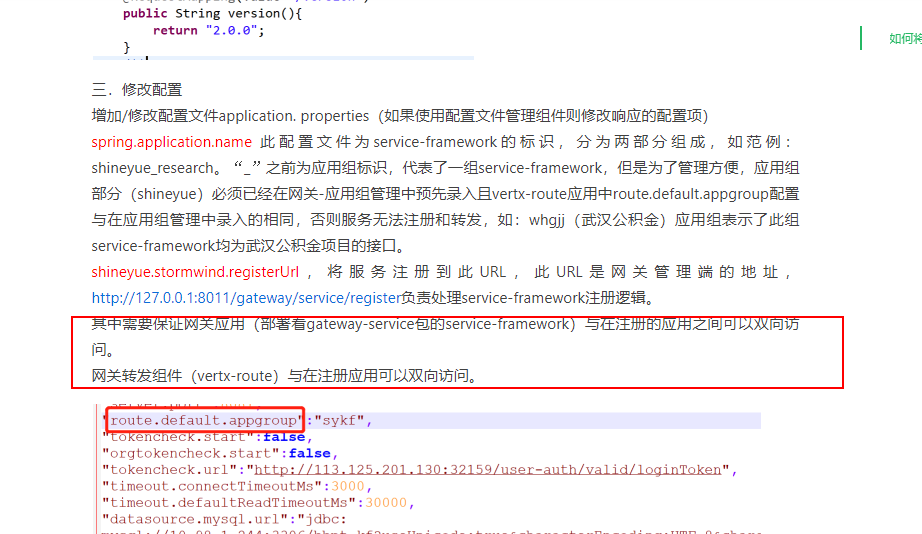 public String version(){
return "2.0.0";
}
如何将
三．修改配置
增加/修改配置文件application. properties（如果使用配置文件管理组件则修改响应的配置项）
spring.application.name 此配置文件为service-framework的标识，分为两部分组成，如范例：
shineyue_research。“_”之前为应用组标识，代表了一组service-framework，但是为了管理方便，应用组
部分（shineyue）必须已经在网关-应用组管理中预先录入且vertx-route应用中route.default.appgroup配置
与在应用组管理中录入的相同，否则服务无法注册和转发，如：whgjj（武汉公积金）应用组表示了此组
service-framework均为武汉公积金项目的接口。
shineyue.stormwind.registerUrl，将服务注册到此URL，此URL是网关管理端的地址，
http://127.0.0.1:8011/gateway/service/register负责处理service-framework注册逻辑。
其中需要保证网关应用（部署着gateway-service包的service-framework）与在注册的应用之间可以双向访
问。
网关转发组件（vertx-route）与在注册应用可以双向访问。
"route.default.appgroup":"sykf",
"tokencheck.start":false,
"orgtokencheck.start":false,
"tokencheck.url":"http://113.125.201.130:32159/user-auth/valid/loginToken",
"timeout.connectTimeoutMs":3000,
"timeout.defaultReadTimeoutMs":30000,
"datasource.mysql.url":"jdbc: